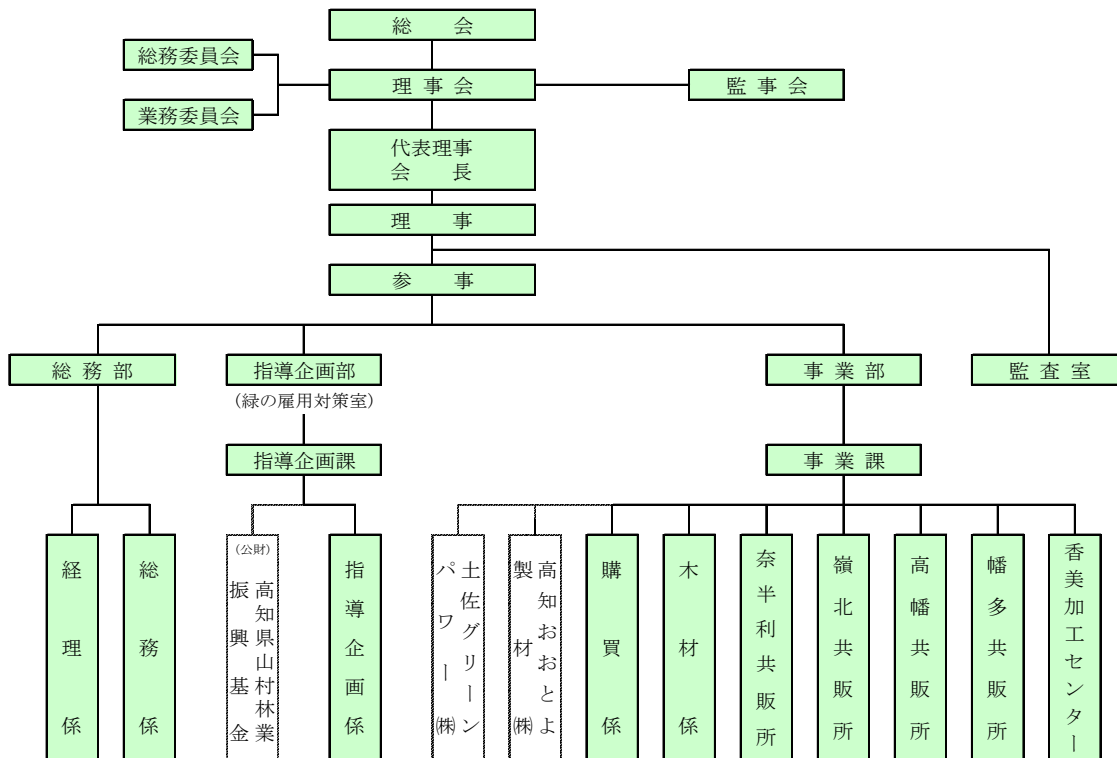 総　会
総務委員会
理 事 会
監 事 会
業務委員会
代表理事
会　　長
理　　事
参　　事
総 務 部
指導企画部
事 業 部
監 査 室
(緑の雇用対策室)
指導企画課
事 業 課
経理係
総務係
(公財)
高知県山村林業
振興基金
指導企画係
土佐グリーン
パワー㈱
高知おおとよ
製材㈱
購買係
木材係
奈半利共販所
嶺北共販所
高幡共販所
幡多共販所
香美加工センター